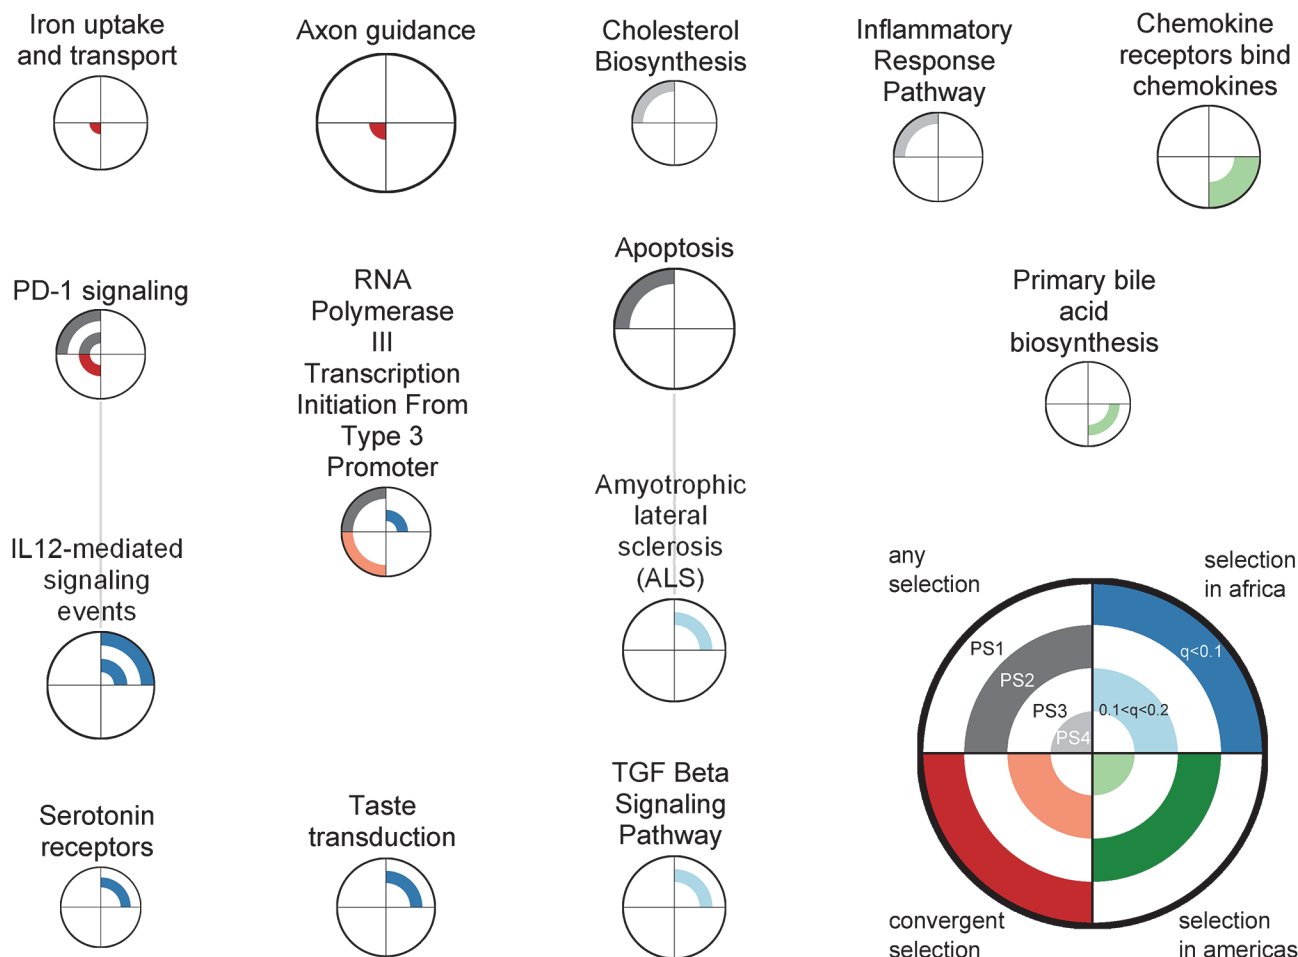 Iron uptake
and transport
Axon guidance
Cholesterol
Biosynthesis
Inflammatory
Response
Pathway
Chemokine
receptors bind
chemokines
PD-1 signaling
RNA
Polymerase
III
Transcription
Initiation From
Type 3
Promoter
Apoptosis
Primary bile
acid
biosynthesis
IL12-mediated
signaling
events
Amyotrophic
lateral
sclerosis
(ALS)
Serotonin
receptors
Taste
transduction
TGF Beta
Signaling
Pathway
any
selection
selection
in africa
PS1
PS2
PS3
PS4
q<0.1
0.1<q<0.2
convergent
selection
selection
in americas